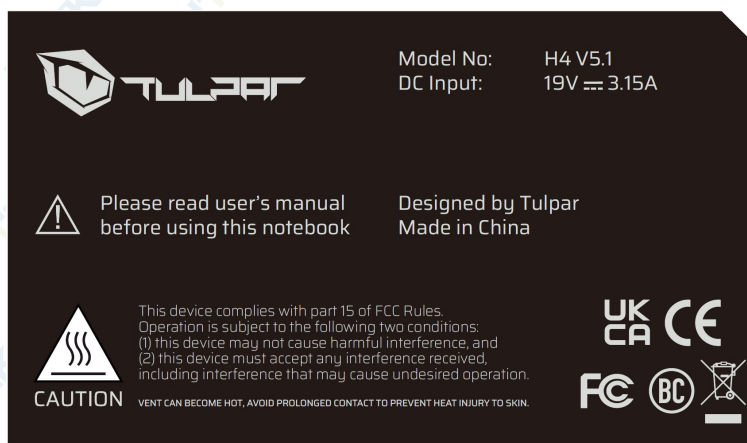 TULPAR
Model No: H4 V5.1
DC Input: 19V ⎓ 3.15A
Please read user's manual
before using this notebook
Designed by Tulpar
Made in China
This device complies with part 15 of FCC Rules.
Operation is subject to the following two conditions:
(1) this device may not cause harmful interference, and
(2) this device must accept any interference received,
including interference that may cause undesired operation.
CAUTION
VENT CAN BECOME HOT, AVOID PROLONGED CONTACT TO PREVENT HEAT INJURY TO SKIN.
UK
CA
CE
FC
BC